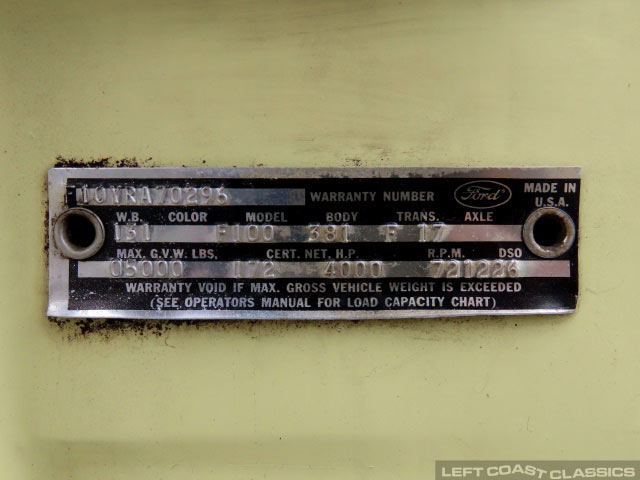 F10YRA70296 WARRANTY NUMBER Ford MADE IN U.S.A.
W.B. COLOR MODEL BODY TRANS. AXLE
131 F100 381 F 17
MAX. G.V.W. LBS. CERT. NET, H.P. R.P.M. DSO
05000 172 4000 721226
WARRANTY VOID IF MAX. GROSS VEHICLE WEIGHT IS EXCEEDED
(SEE OPERATORS MANUAL FOR LOAD CAPACITY CHART)
LEFT COAST CLASSICS